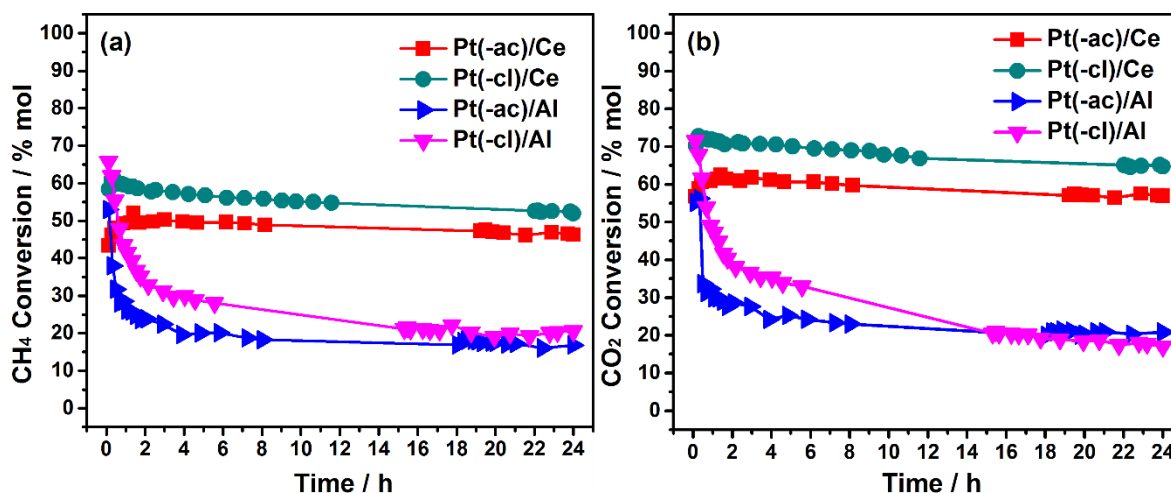 (a)
Pt(-ac)/Ce
Pt(-cl)/Ce
Pt(-ac)/Al
Pt(-cl)/Al
CH₄ Conversion / % mol
100
90
80
70
60
50
40
30
20
10
0
0 2 4 6 8 10 12 14 16 18 20 22 24
Time / h
(b)
Pt(-ac)/Ce
Pt(-cl)/Ce
Pt(-ac)/Al
Pt(-cl)/Al
CO₂ Conversion / % mol
100
90
80
70
60
50
40
30
20
10
0
0 2 4 6 8 10 12 14 16 18 20 22 24
Time / h